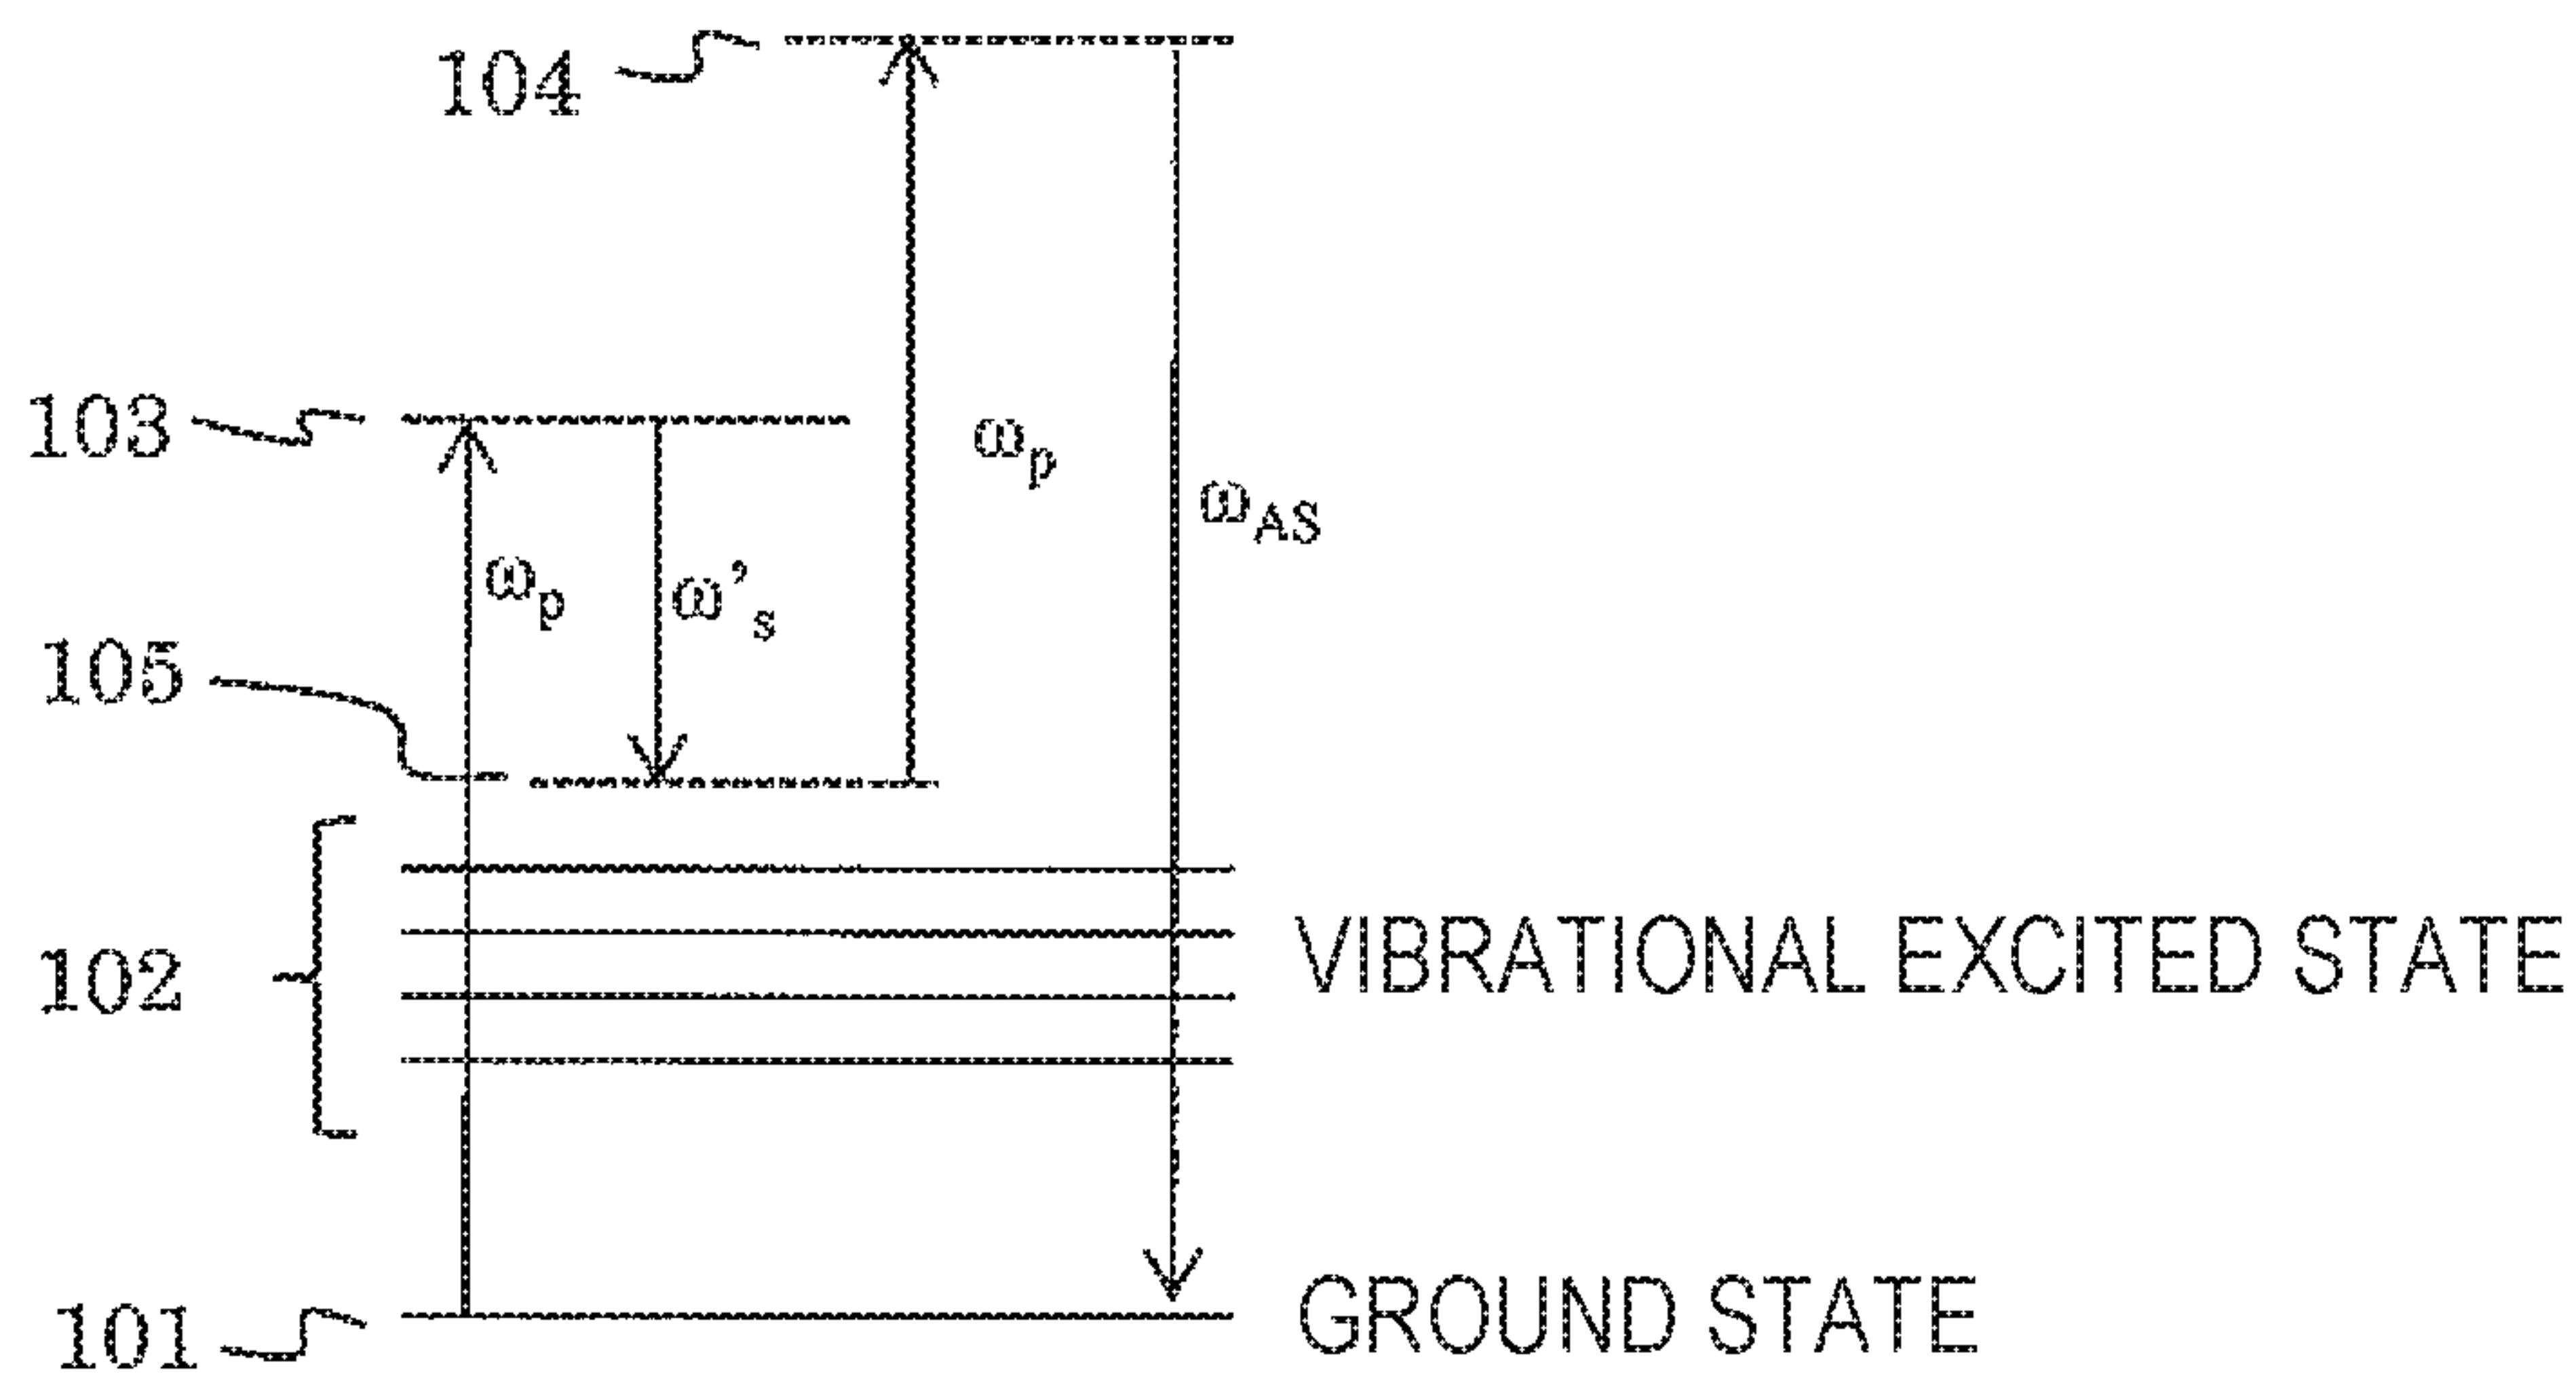 104
103
ωp
ωAS
ωp
ω's
105
102
VIBRATIONAL EXCITED STATE
101
GROUND STATE